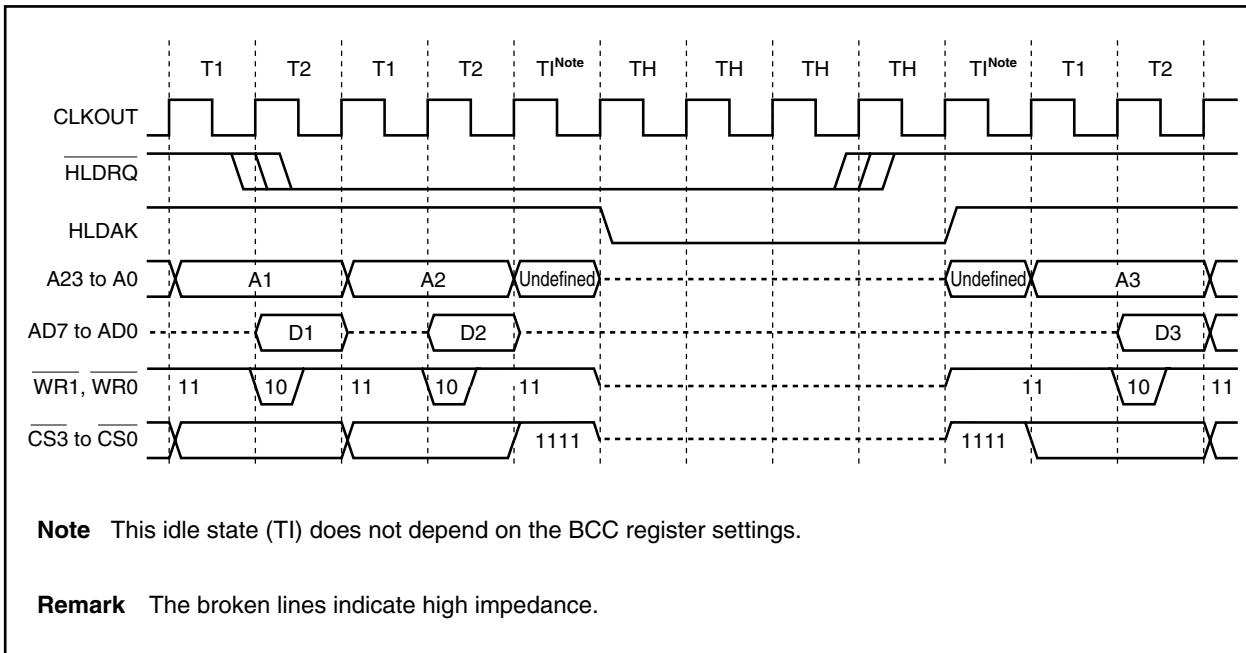 T1 T2 T1 T2 TINote TH TH TH TH TINote T1 T2
CLKOUT
HLDRQ
HLDAK
A23 to A0 A1 A2 Undefined Undefined A3
AD7 to AD0 D1 D2 D3
WR1, WR0 11 10 11 10 11 11 10 11
CS3 to CS0 1111 1111
Note This idle state (TI) does not depend on the BCC register settings.
Remark The broken lines indicate high impedance.